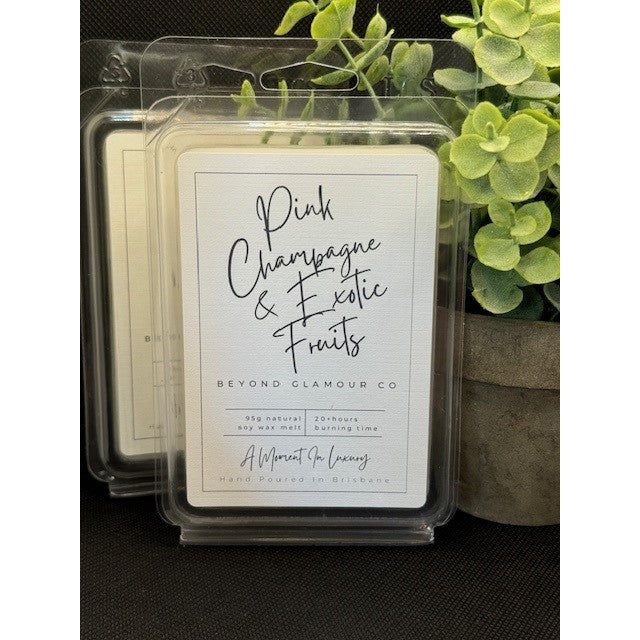 Pink
Champagne
& Exotic
Fruits
BEYOND GLAMOUR CO
95g natural
soy wax melt
20+hours
burning time
A Moment In Luxury
Hand Poured In Brisbane